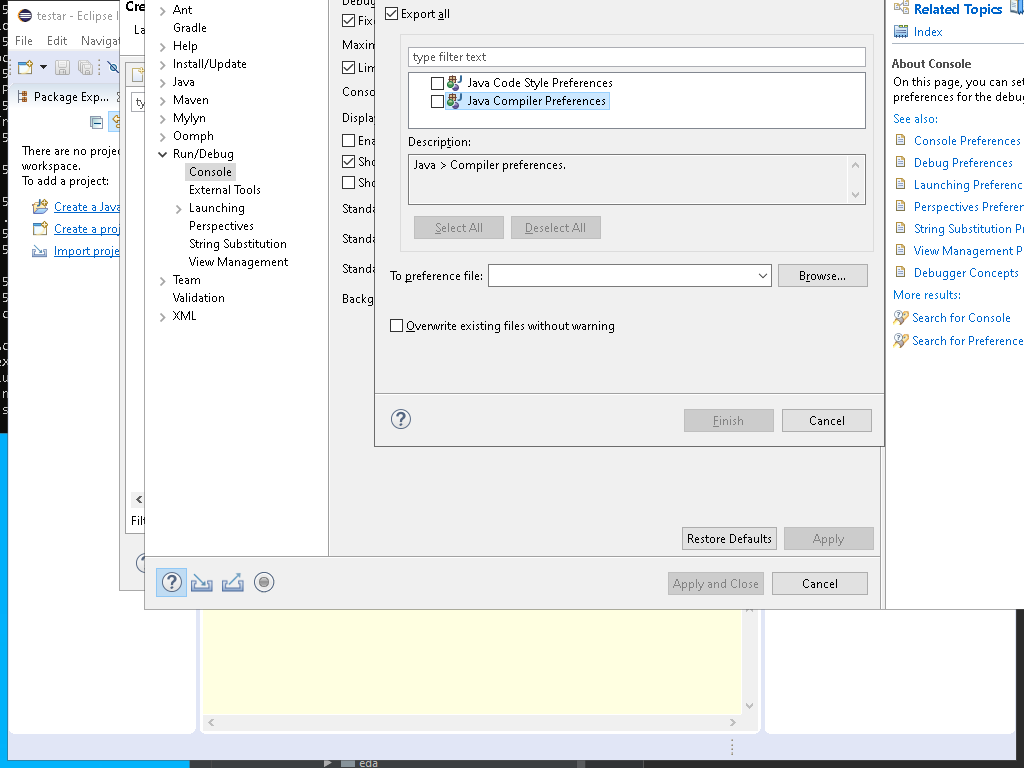 testar - Eclipse I
File Edit Naviga
Package Exp...
There are no proje
workspace.
To add a project:
Create a Java
Create a proj
Import proje
Cre
La
ty
Filt
Ant
Gradle
Help
Install/Update
Java
Maven
Mylyn
Oomph
Run/Debug
Console
External Tools
Launching
Perspectives
String Substitution
View Management
Team
Validation
XML
Debug
Fixe
Maxin
Lim
Consc
Displa
Ena
Sho
Sho
Standa
Standa
Standa
Backg
Export all
type filter text
Java Code Style Preferences
Java Compiler Preferences
Description:
Java > Compiler preferences.
Select All
Deselect All
To preference file:
Browse...
Overwrite existing files without warning
Finish
Cancel
Restore Defaults
Apply
Apply and Close
Cancel
Related Topics
Index
About Console
On this page, you can set
preferences for the debug
See also:
Console Preferences
Debug Preferences
Launching Preferenc
Perspectives Preferen
String Substitution Pr
View Management P
Debugger Concepts
More results:
Search for Console
Search for Preference
eda